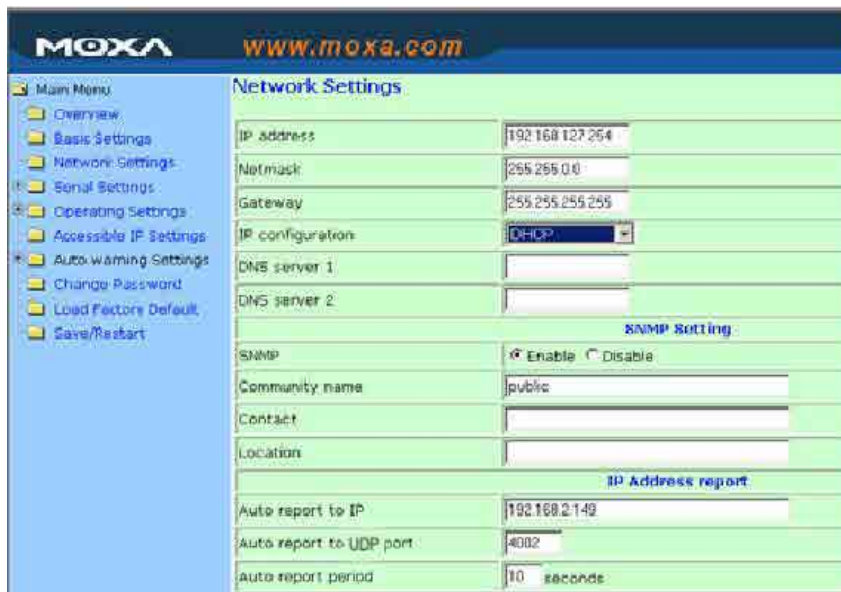 MOXA www.moxa.com
Main Menu
Overview
Basic Settings
Network Settings
Serial Settings
Operating Settings
Accessible IP Settings
Auto warning Settings
Change Password
Load Factory Default
Save/Restart
Network Settings
IP address 192.168.127.254
Netmask 255.255.0.0
Gateway 255.255.255.255
IP configuration DHCP
DNS server 1
DNS server 2
SNMP Setting
SNMP Enable Disable
Community name public
Contact
Location
IP Address report
Auto report to IP 192.168.2.149
Auto report to UDP port 4002
Auto report period 10 seconds